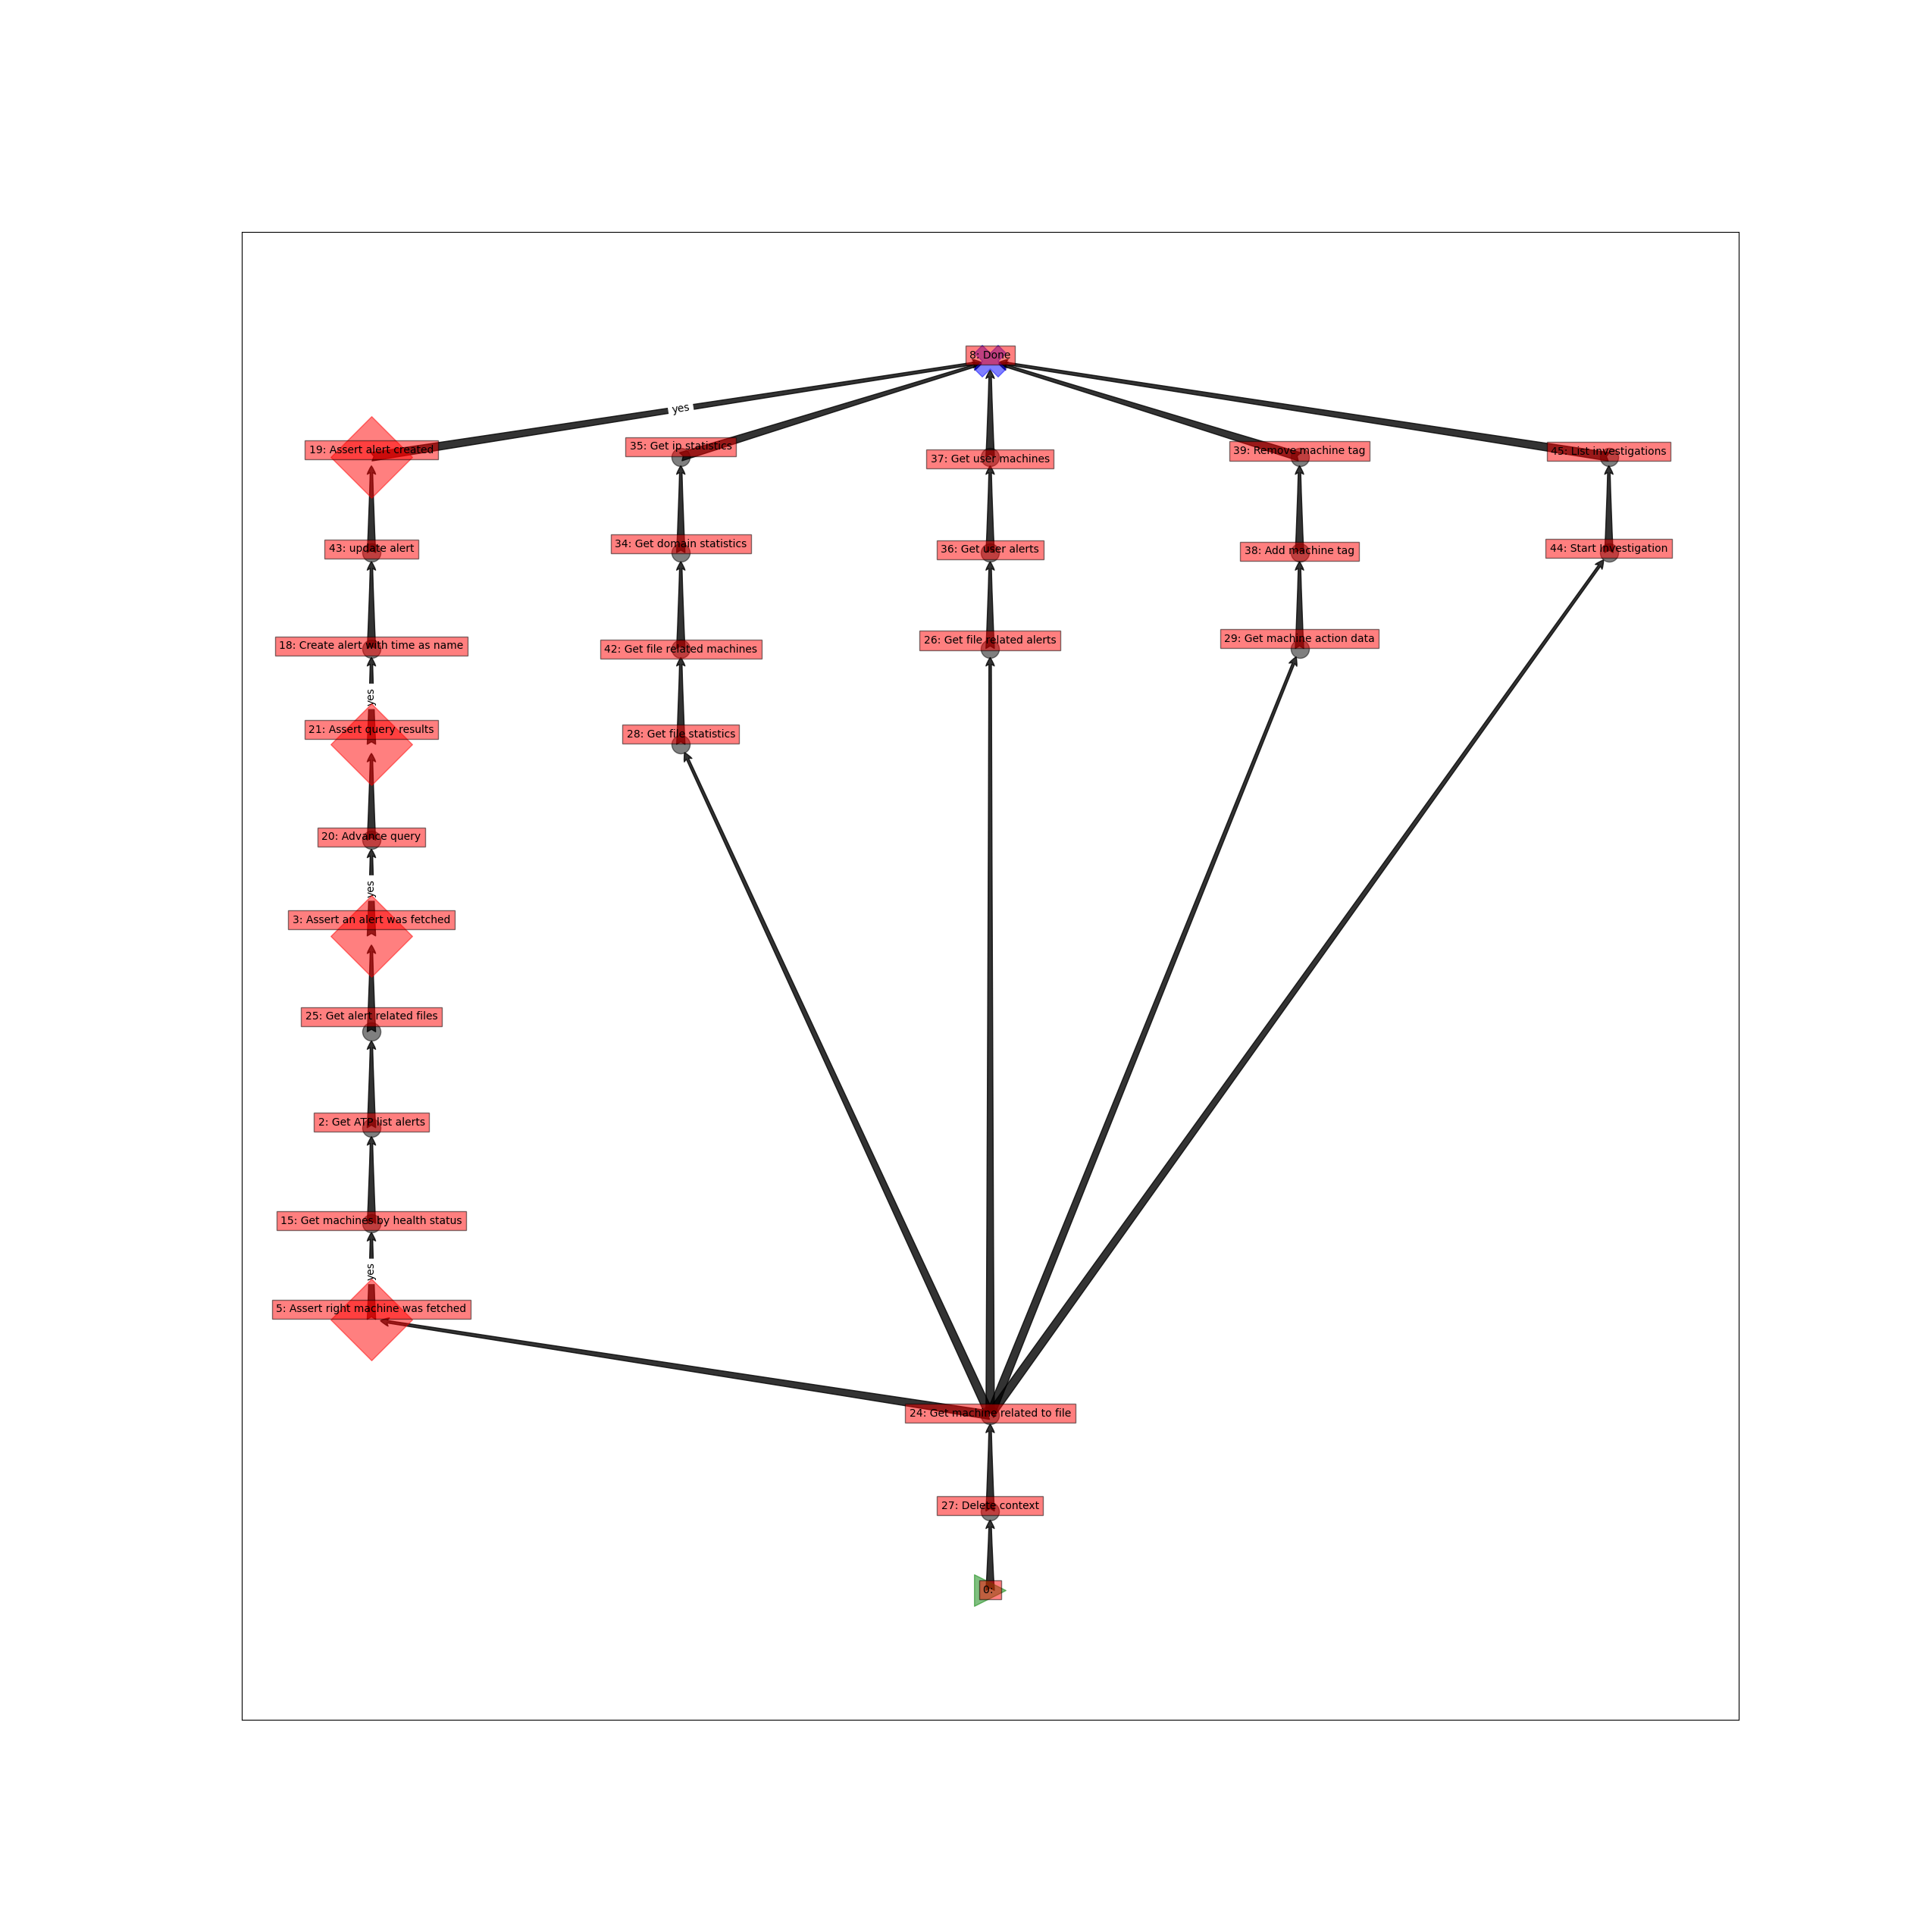 8: Done
yes
19: Assert alert created
35: Get ip statistics
37: Get user machines
39: Remove machine tag
45: List Investigations
43: update alert
34: Get domain statistics
36: Get user alerts
38: Add machine tag
44: Start Investigation
18: Create alert with time as name
42: Get file related machines
26: Get file related alerts
29: Get machine action data
yes
21: Assert query results
28: Get file statistics
20: Advance query
yes
3: Assert an alert was fetched
25: Get alert related files
2: Get ATP list alerts
15: Get machines by health status
yes
5: Assert right machine was fetched
24: Get machine related to file
27: Delete context
0: